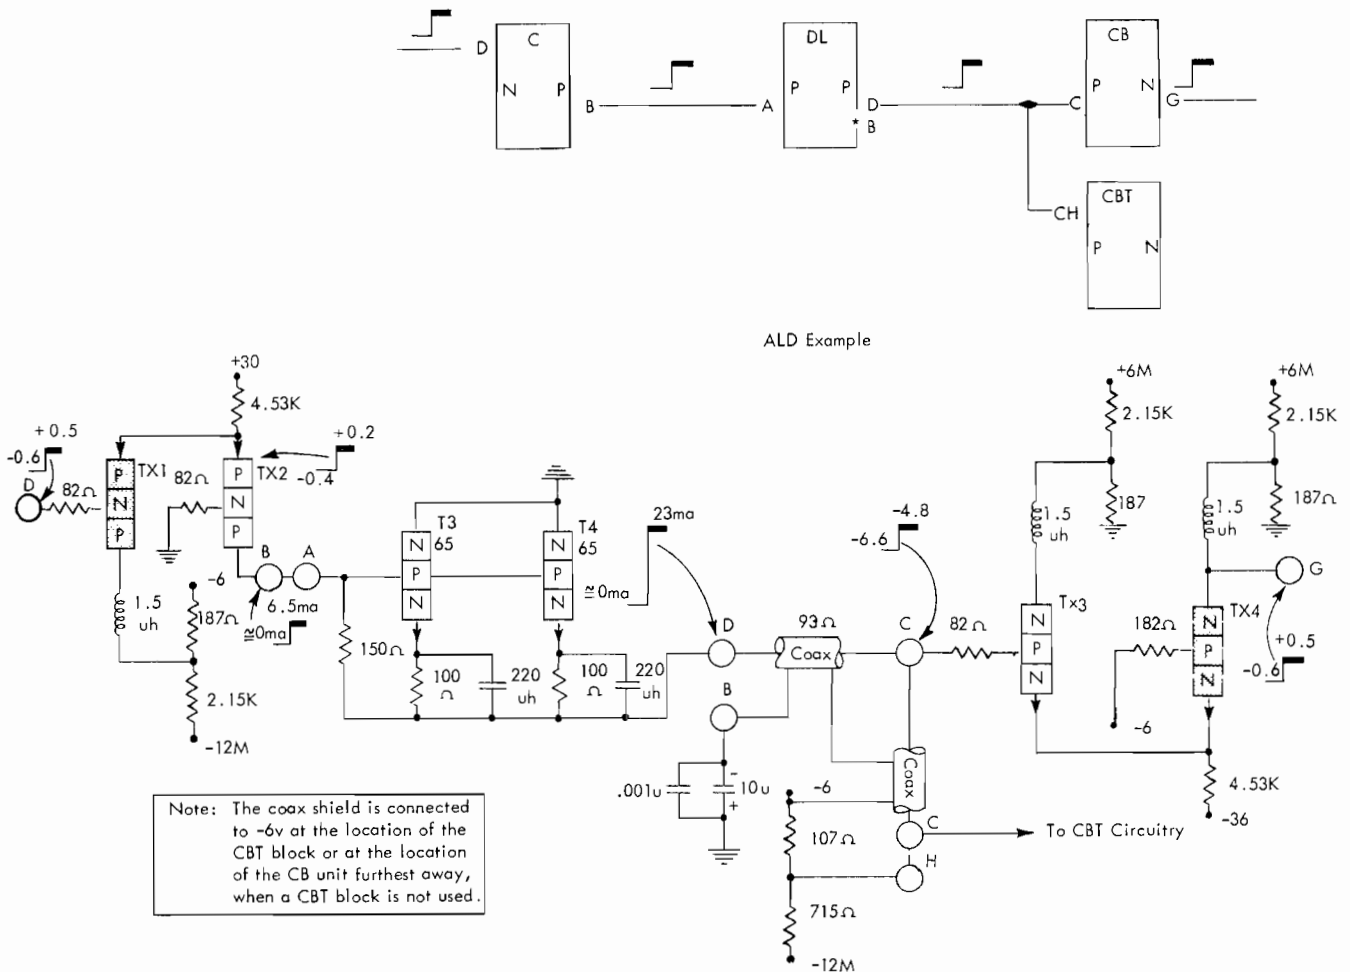 C
DL
CB
D
N
P
B
A
P
P
D
*
B
C
P
N
G
CBT
CH
P
N
ALD Example
+30
4.53K
+0.5
-0.6
D
82Ω
P
N
P
TX1
82Ω
P
N
P
TX2
+0.2
-0.4
B
A
-6
6.5ma
≅0ma
1.5
uh
187Ω
2.15K
-12M
150Ω
T3
65
N
P
N
T4
65
N
P
N
100
Ω
220
uh
100
Ω
220
uh
23ma
≅0ma
D
B
.001u
-
10u
+
93Ω
Coax
-4.8
-6.6
C
82Ω
Coax
-6
107Ω
715Ω
-12M
C
H
To CBT Circuitry
+6M
2.15K
187
1.5
uh
Tx3
N
P
N
+6M
2.15K
187Ω
1.5
uh
G
TX4
N
P
N
182Ω
-6
+0.5
-0.6
4.53K
-36
Note: The coax shield is connected
to -6v at the location of the
CBT block or at the location
of the CB unit furthest away,
when a CBT block is not used.